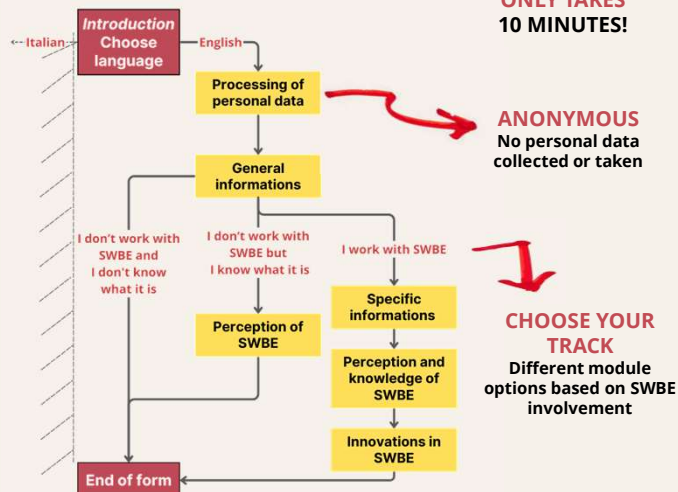 ONLY TAKES
10 MINUTES!
Introduction
Choose
language
Italian
English
Processing of
personal data
ANONYMOUS
No personal data
collected or taken
General
informations
I don't work with
SWBE and
I don't know
what it is
I don't work with
SWBE but
I know what it is
I work with SWBE
Specific
informations
CHOOSE YOUR
TRACK
Different module
options based on SWBE
involvement
Perception of
SWBE
Perception and
knowledge of
SWBE
Innovations in
SWBE
End of form